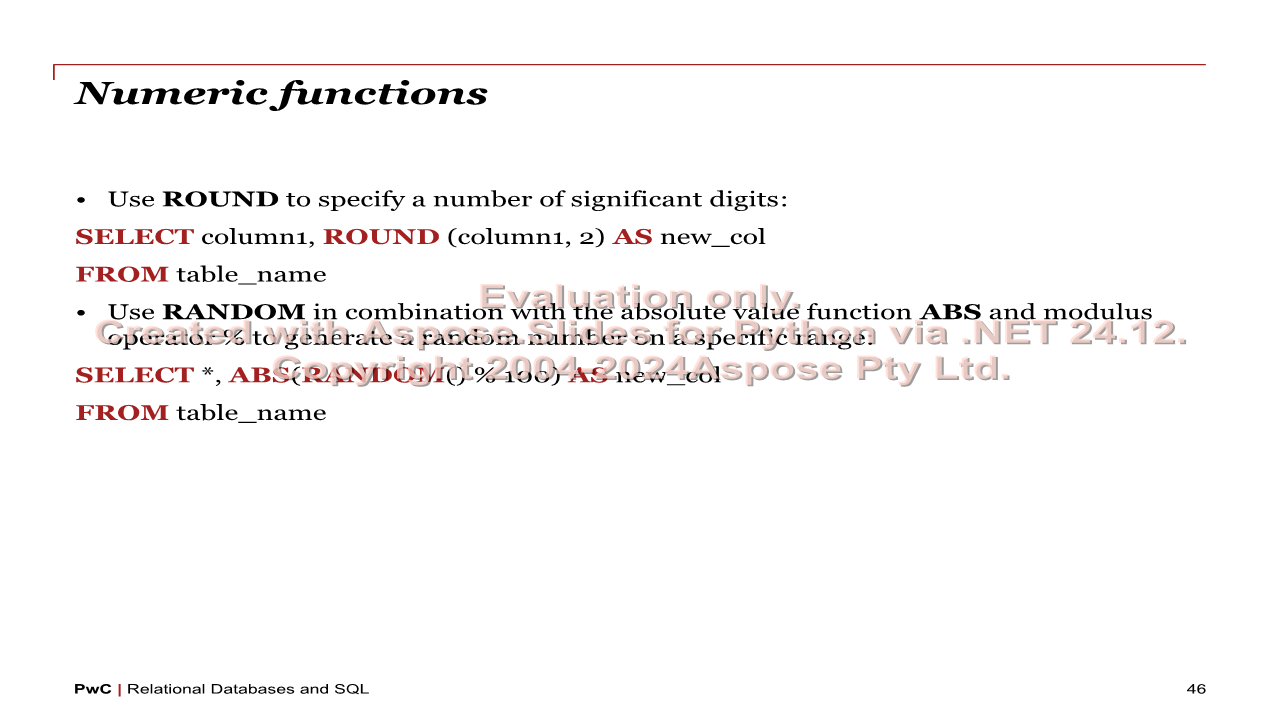 Numeric functions
• Use ROUND to specify a number of significant digits:
SELECT column1, ROUND (column1, 2) AS new_col
FROM table_name
Evaluation only.
• Use RANDOM in combination with the absolute value function ABS and modulus
Created with Aspose.Slides for Python via .NET 24.12.
operator % to generate a random number on a specific range:
Copyright 2004-2024Aspose Pty Ltd.
SELECT *, ABS(RANDOM() % 100) AS new_col
FROM table_name
PwC | Relational Databases and SQL
46